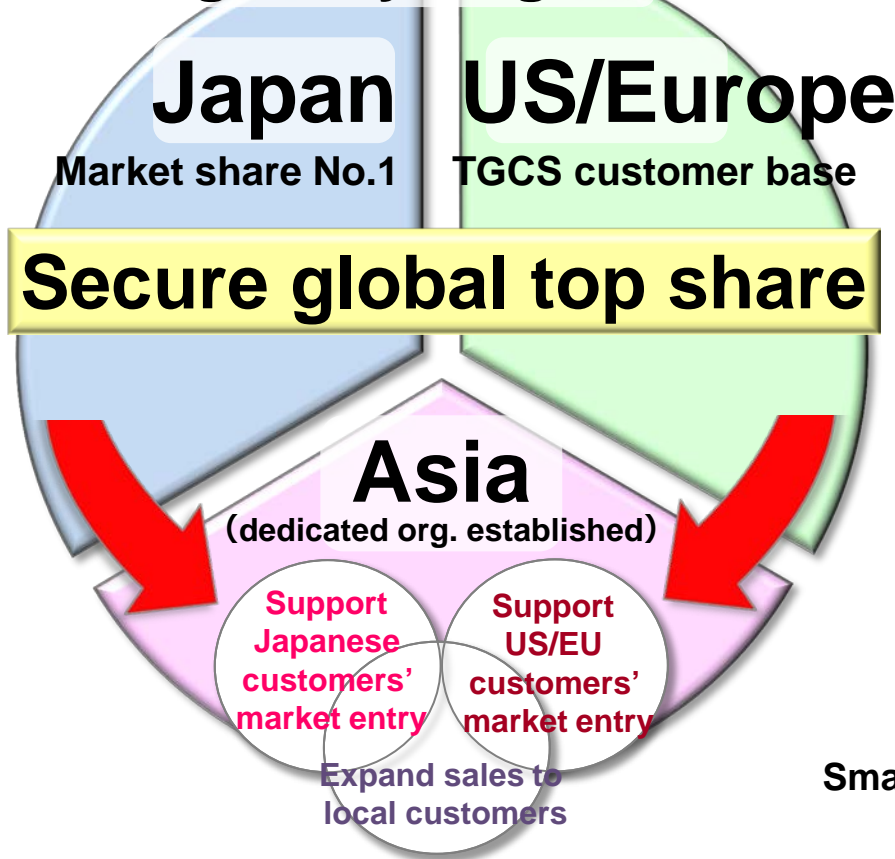 Japan
US/Europe
Market share No.1
TGCS customer base
Secure global top share
Asia
（dedicated org. established）
Support
Japanese
customers’
market entry
Support
US/EU
customers’
market entry
Expand sales to
local customers